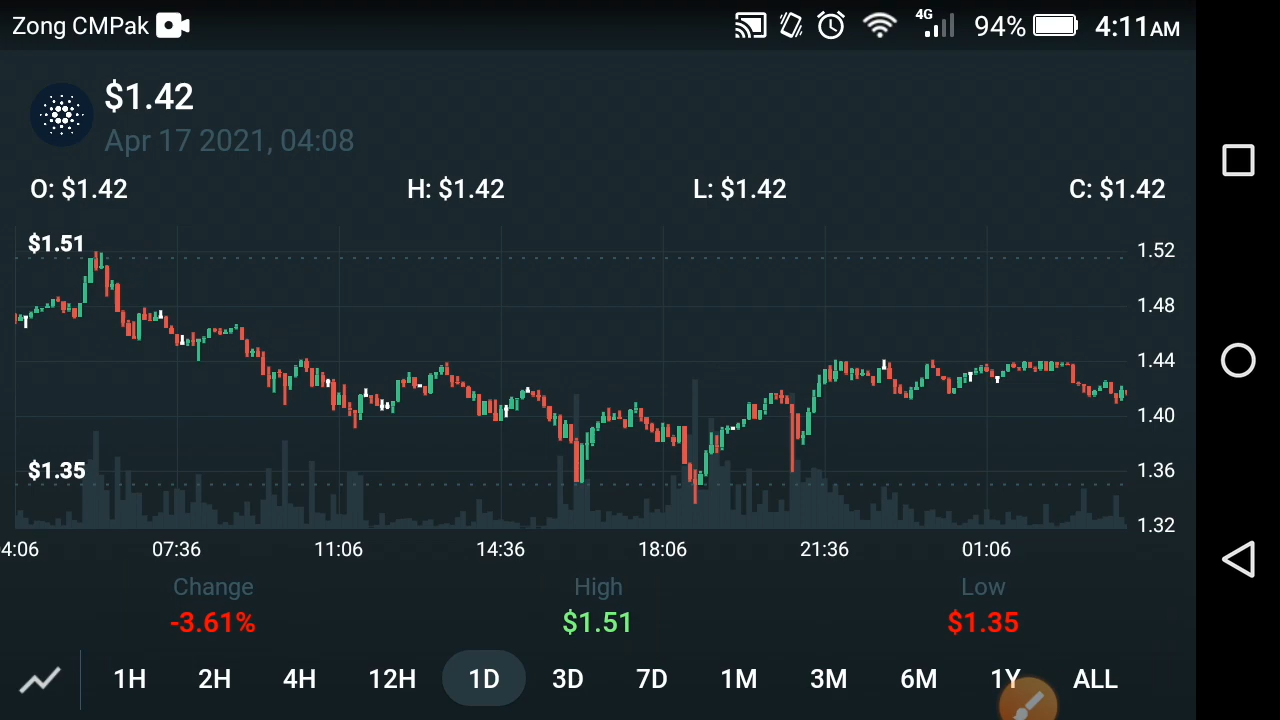 Zong CMPak 4G 94% 4:11AM
$1.42
Apr 17 2021, 04:08
O: $1.42 H: $1.42 L: $1.42 C: $1.42
$1.51
1.52
1.48
1.44
1.40
$1.35
1.36
1.32
4:06 07:36 11:06 14:36 18:06 21:36 01:06
Change High Low
-3.61% $1.51 $1.35
1H 2H 4H 12H 1D 3D 7D 1M 3M 6M 1Y ALL